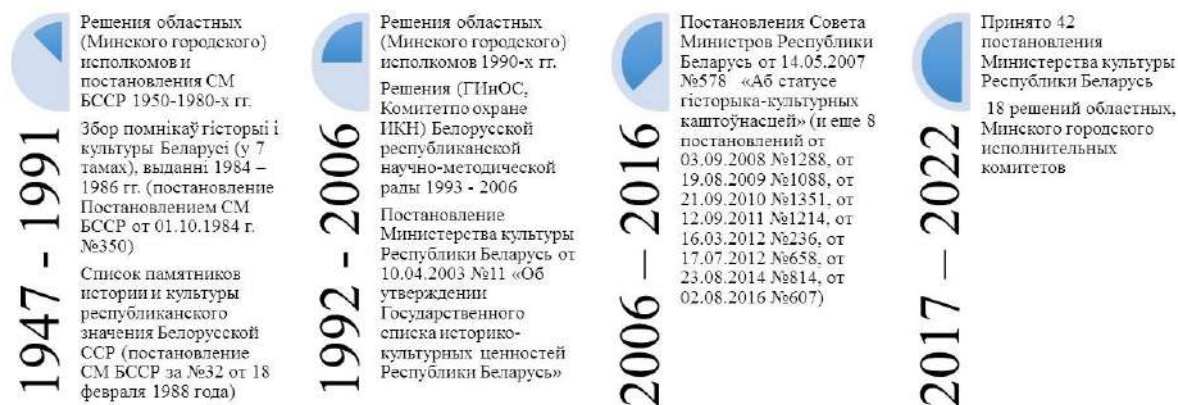 1947 - 1991
Решения областных
(Минского городского)
исполкомов и
постановления СМ
БССР 1950-1980-х гг.
Збор помнікаў гісторыі і
культуры Беларусі (у 7
тамах), выданні 1984 –
1986 гг. (постановление
Постановлением СМ
БССР от 01.10.1984 г.
№350)
Список памятников
истории и культуры
республиканского
значения Белорусской
ССР (постановление
СМ БССР за №32 от 18
февраля 1988 года)
1992 - 2006
Решения областных
(Минского городского)
исполкомов 1990-х гг.
Решения (ГИнОС,
Комитетпо охране
ИКН) Белорусской
республиканской
научно-методической
рады 1993 - 2006
Постановление
Министерства культуры
Республики Беларусь от
10.04.2003 №11 «Об
утверждении
Государственного
списка историко-
культурных ценностей
Республики Беларусь»
2006 – 2016
Постановления Совета
Министров Республики
Беларусь от 14.05.2007
№578 «Аб статусе
гісторыка-культурных
каштоўнасцей» (и еще 8
постановлений от
03.09.2008 №1288, от
19.08.2009 №1088, от
21.09.2010 №1351, от
12.09.2011 №1214, от
16.03.2012 №236, от
17.07.2012 №658, от
23.08.2014 №814, от
02.08.2016 №607)
2017 – 2022
Принято 42
постановления
Министерства культуры
Республики Беларусь
18 решений областных,
Минского городского
исполнительных
комитетов